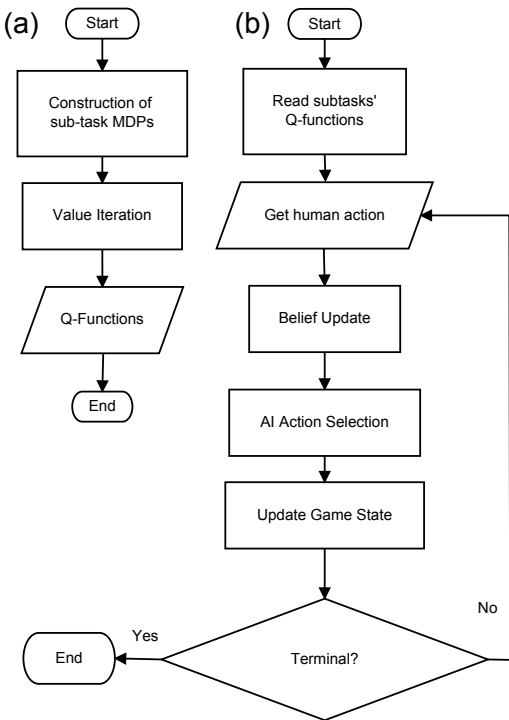 (a)
Start
Construction of
sub-task MDPs
Value Iteration
Q-Functions
End
(b)
Start
Read subtasks'
Q-functions
Get human action
Belief Update
AI Action Selection
Update Game State
Terminal?
Yes
No
End